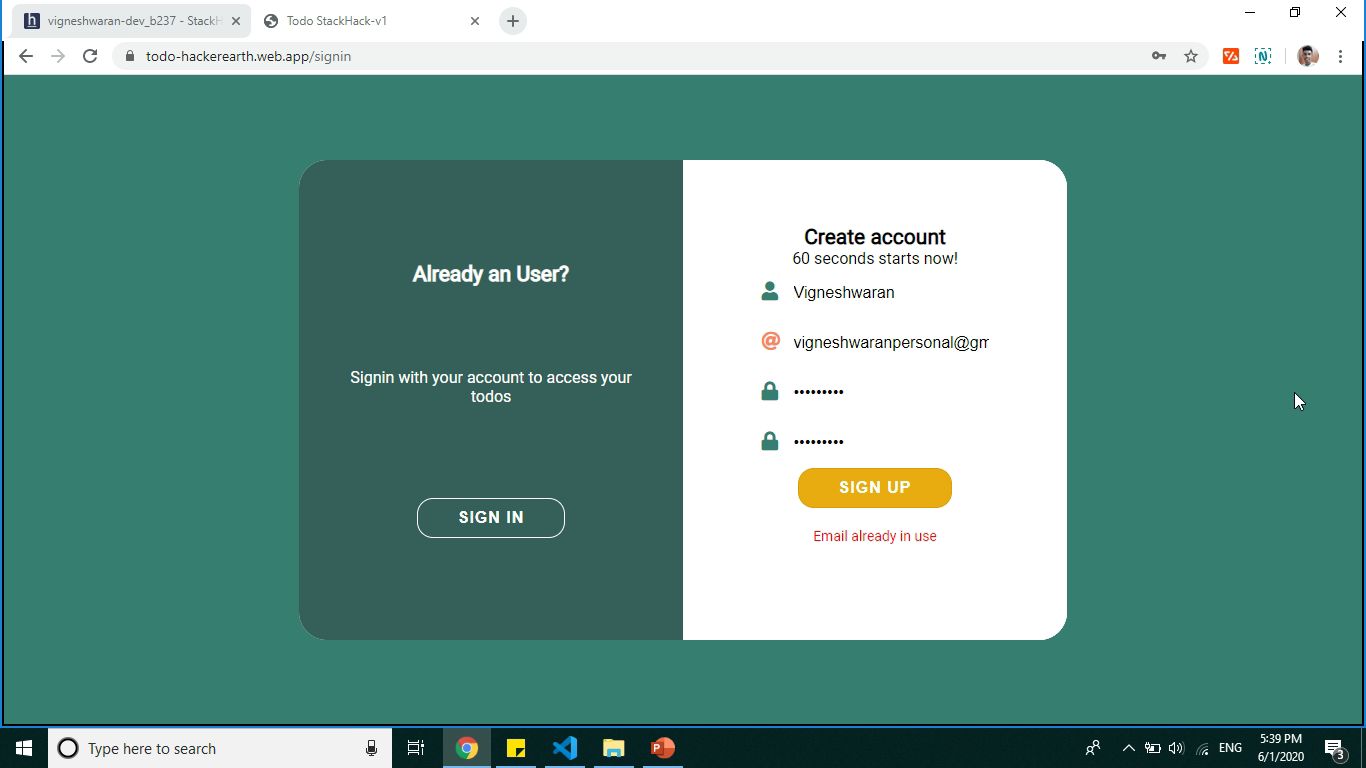 vigneshwaran-dev_b237 - StackH
Todo StackHack-v1
todo-hackerearth.web.app/signin
Already an User?
Signin with your account to access your
todos
SIGN IN
Create account
60 seconds starts now!
Vigneshwaran
vigneshwaranpersonal@gm
•••••••••
•••••••••
SIGN UP
Email already in use
Type here to search
ENG
5:39 PM
6/1/2020
3